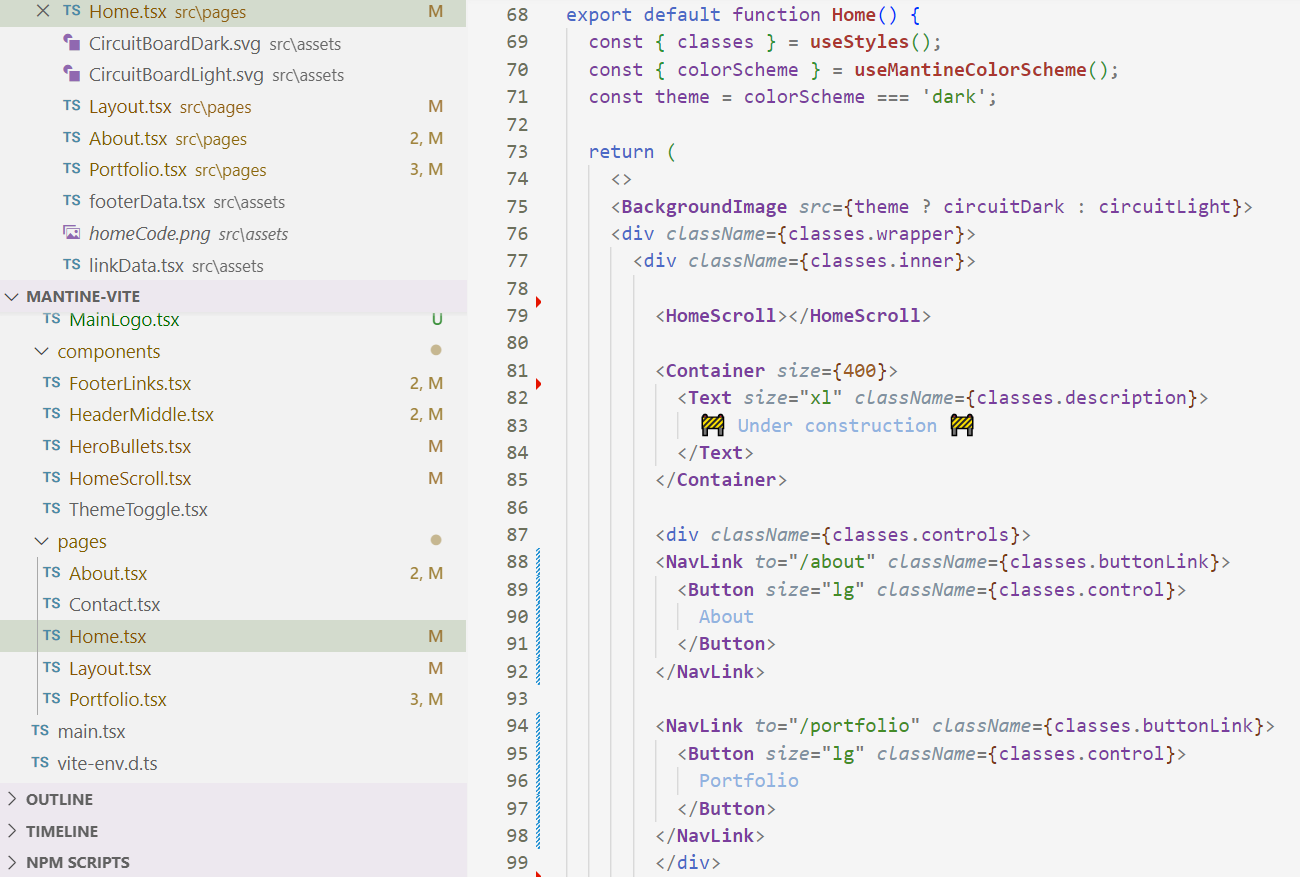 TS Home.tsx src\pages M
CircuitBoardDark.svg src\assets
CircuitBoardLight.svg src\assets
TS Layout.tsx src\pages M
TS About.tsx src\pages 2, M
TS Portfolio.tsx src\pages 3, M
TS footerData.tsx src\assets
homeCode.png src\assets
TS linkData.tsx src\assets
MANTINE-VITE
TS MainLogo.tsx U
components
TS FooterLinks.tsx 2, M
TS HeaderMiddle.tsx 2, M
TS HeroBullets.tsx M
TS HomeScroll.tsx M
TS ThemeToggle.tsx
pages
TS About.tsx 2, M
TS Contact.tsx
TS Home.tsx M
TS Layout.tsx M
TS Portfolio.tsx 3, M
TS main.tsx
TS vite-env.d.ts
OUTLINE
TIMELINE
NPM SCRIPTS
68 export default function Home() {
69 const { classes } = useStyles();
70 const { colorScheme } = useMantineColorScheme();
71 const theme = colorScheme === 'dark';
72
73 return (
74 <>
75 <BackgroundImage src={theme ? circuitDark : circuitLight}>
76 <div className={classes.wrapper}>
77 <div className={classes.inner}>
78
79 <HomeScroll></HomeScroll>
80
81 <Container size={400}>
82 <Text size="xl" className={classes.description}>
83 🚧 Under construction 🚧
84 </Text>
85 </Container>
86
87 <div className={classes.controls}>
88 <NavLink to="/about" className={classes.buttonLink}>
89 <Button size="lg" className={classes.control}>
90 About
91 </Button>
92 </NavLink>
93
94 <NavLink to="/portfolio" className={classes.buttonLink}>
95 <Button size="lg" className={classes.control}>
96 Portfolio
97 </Button>
98 </NavLink>
99 </div>